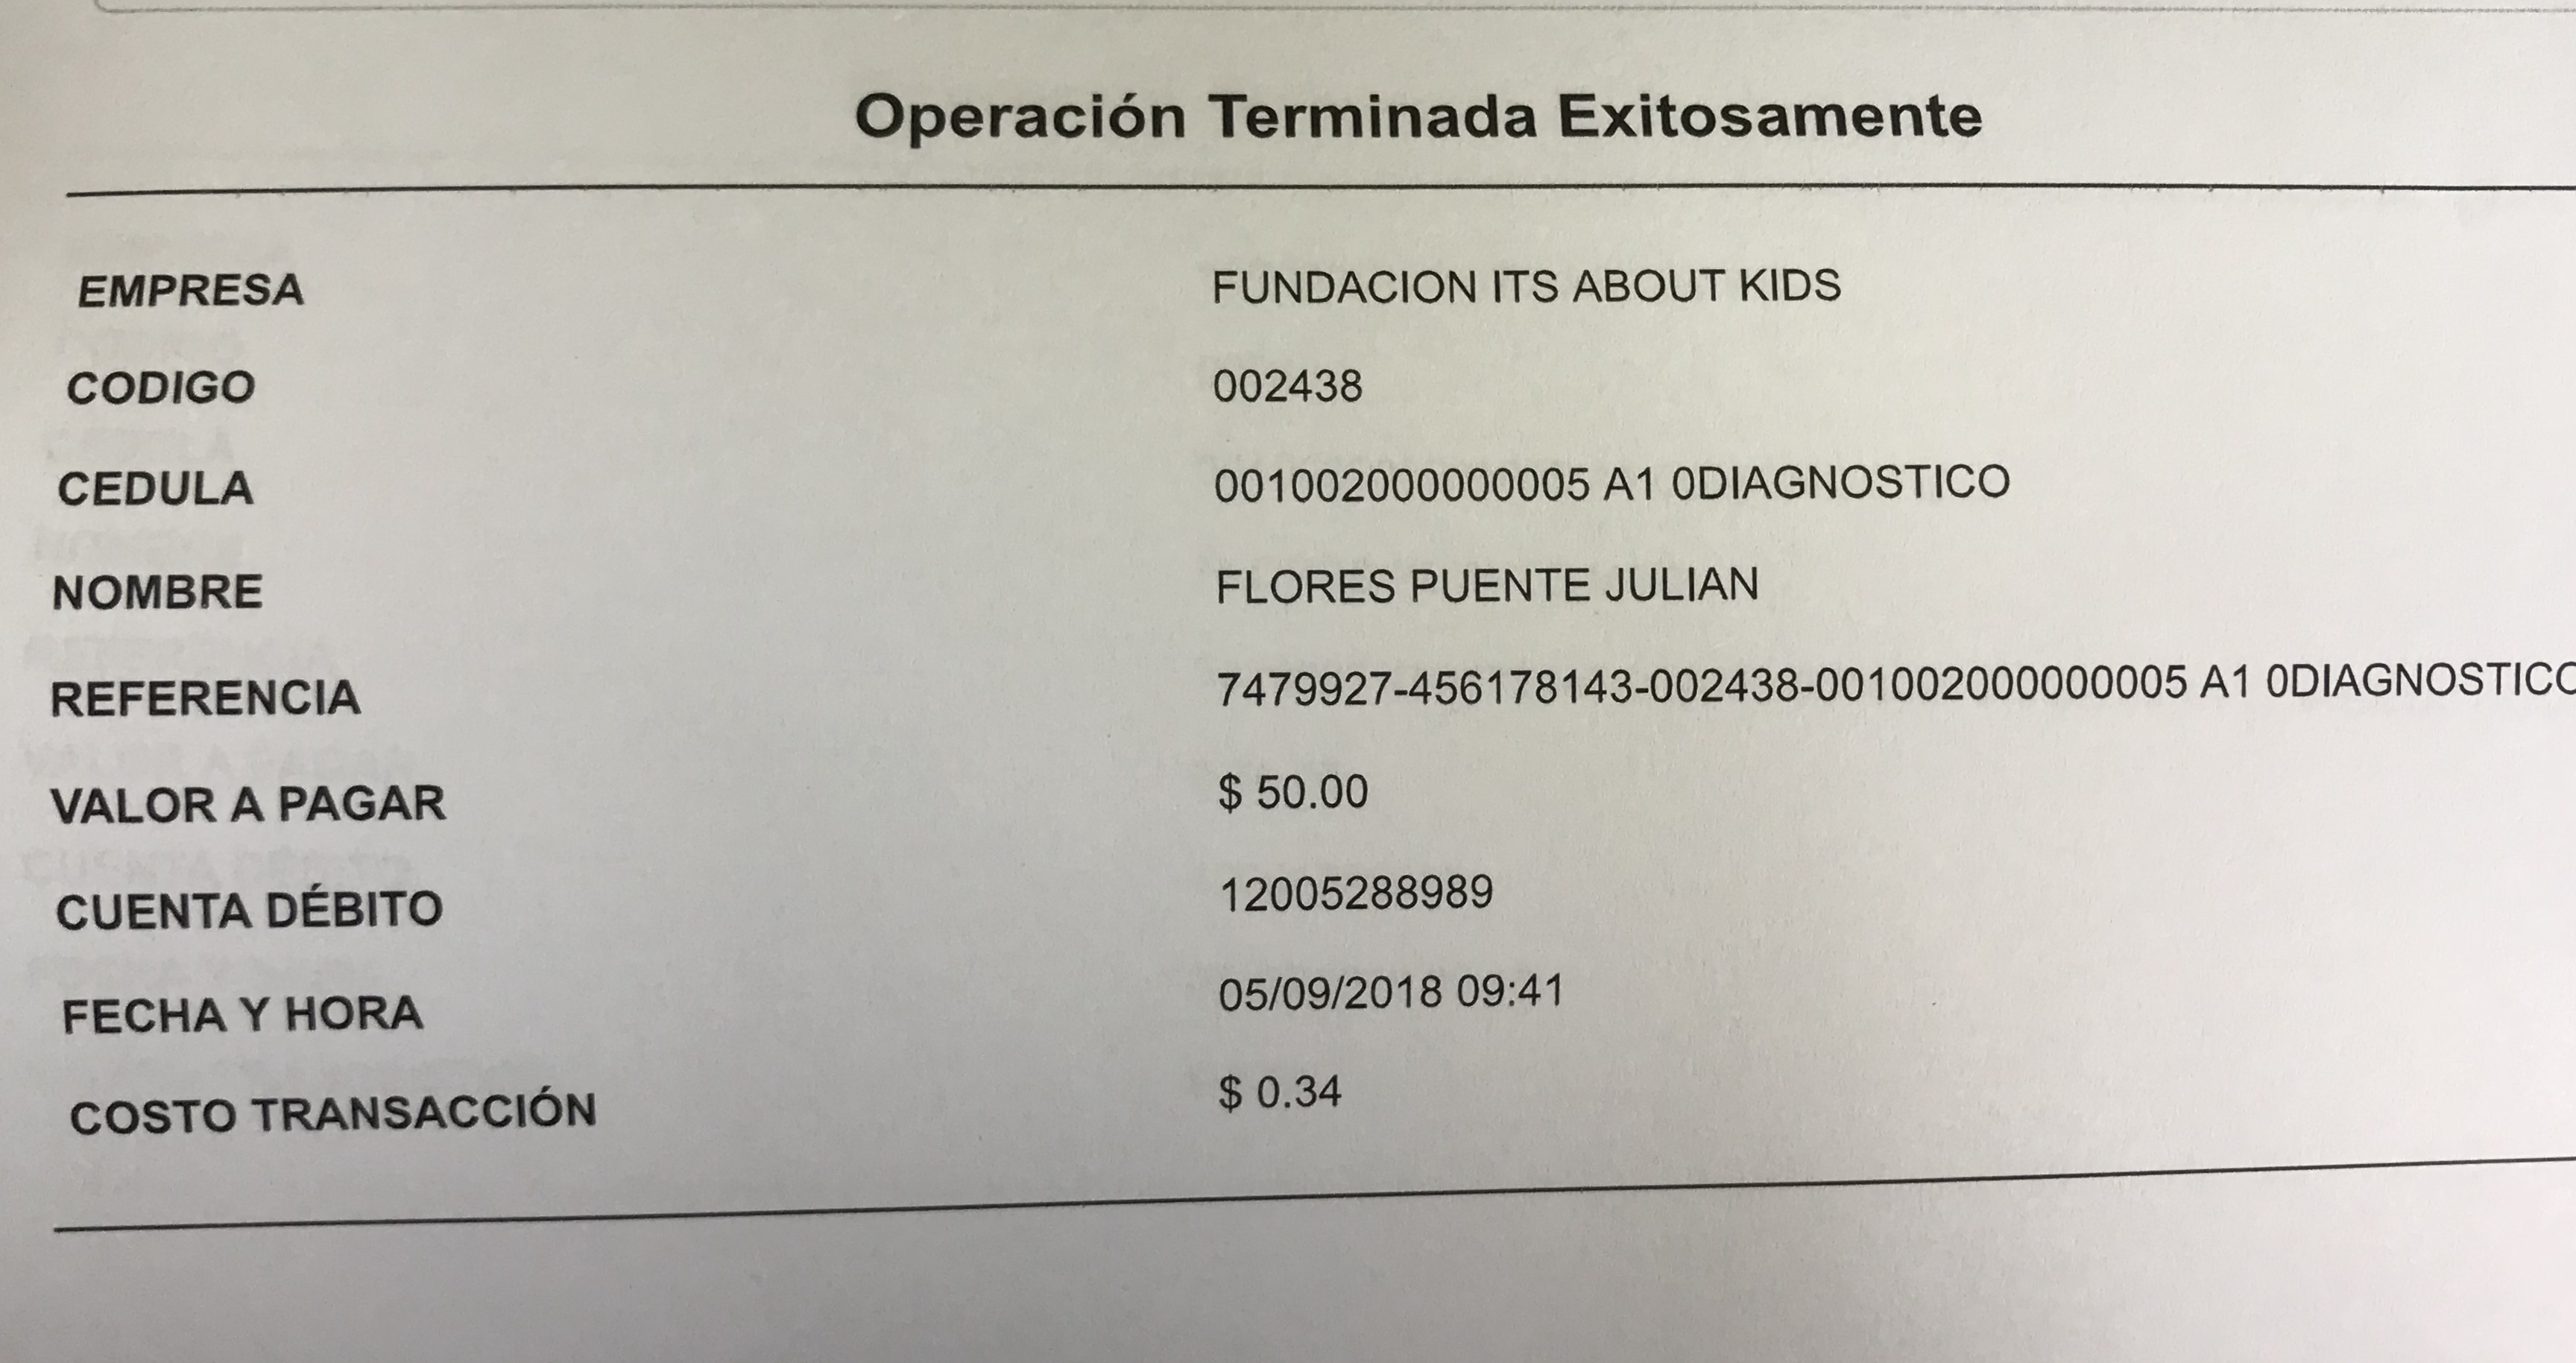 Operación Terminada Exitosamente
EMPRESA FUNDACION ITS ABOUT KIDS
CODIGO 002438
CEDULA 001002000000005 A1 0DIAGNOSTICO
NOMBRE FLORES PUENTE JULIAN
REFERENCIA 7479927-456178143-002438-001002000000005 A1 0DIAGNOSTICO
VALOR A PAGAR $ 50.00
CUENTA DÉBITO 12005288989
FECHA Y HORA 05/09/2018 09:41
COSTO TRANSACCIÓN $ 0.34